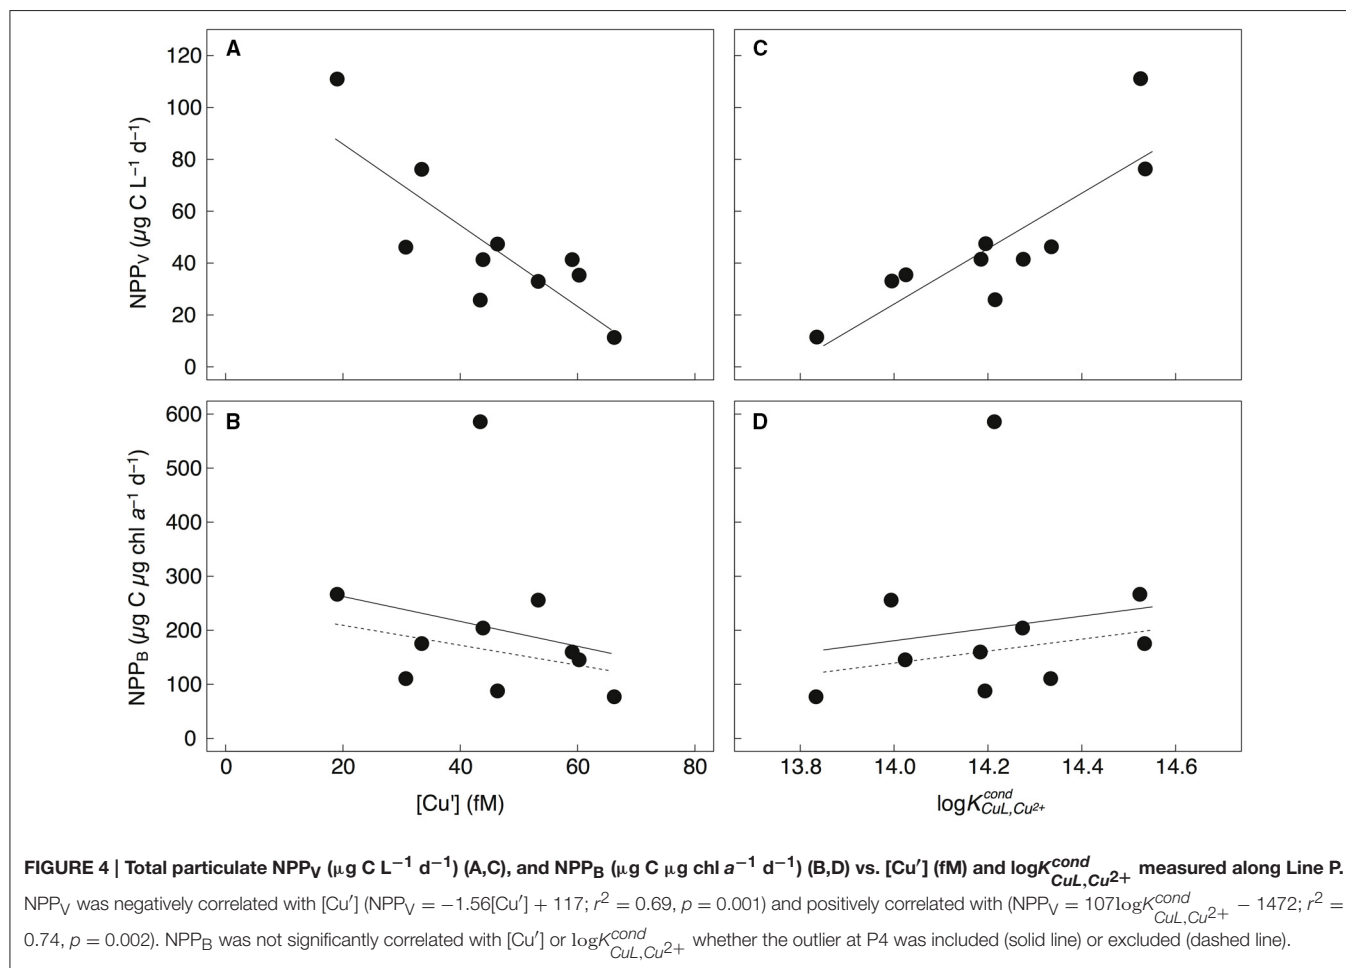 A
C
120
100
80
60
40
20
0
NPPV (µg C L−1 d−1)
B
D
600
500
400
300
200
100
0
NPPB (µg C µg chl a−1 d−1)
0 20 40 60 80
13.8 14.0 14.2 14.4 14.6
[Cu'] (fM)
logK^cond_CuL,Cu2+
FIGURE 4 | Total particulate NPPV (µg C L−1 d−1) (A,C), and NPPB (µg C µg chl a−1 d−1) (B,D) vs. [Cu′] (fM) and logK^cond_CuL,Cu2+ measured along Line P.
NPPV was negatively correlated with [Cu′] (NPPV = −1.56[Cu′] + 117; r2 = 0.69, p = 0.001) and positively correlated with (NPPV = 107logK^cond_CuL,Cu2+ − 1472; r2 =
0.74, p = 0.002). NPPB was not significantly correlated with [Cu′] or logK^cond_CuL,Cu2+ whether the outlier at P4 was included (solid line) or excluded (dashed line).